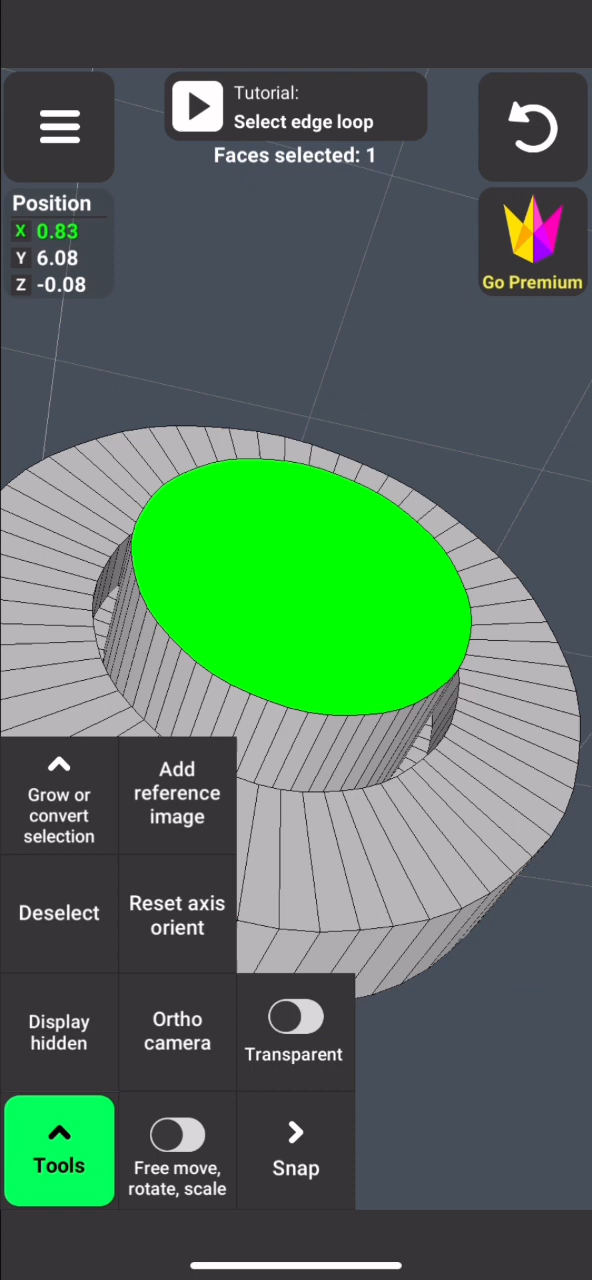 Tutorial:
Select edge loop
Faces selected: 1
Position
X 0.83
Y 6.08
Z -0.08
Go Premium
Grow or
convert
selection
Add
reference
image
Deselect
Reset axis
orient
Display
hidden
Ortho
camera
Transparent
Tools
Free move,
rotate, scale
Snap